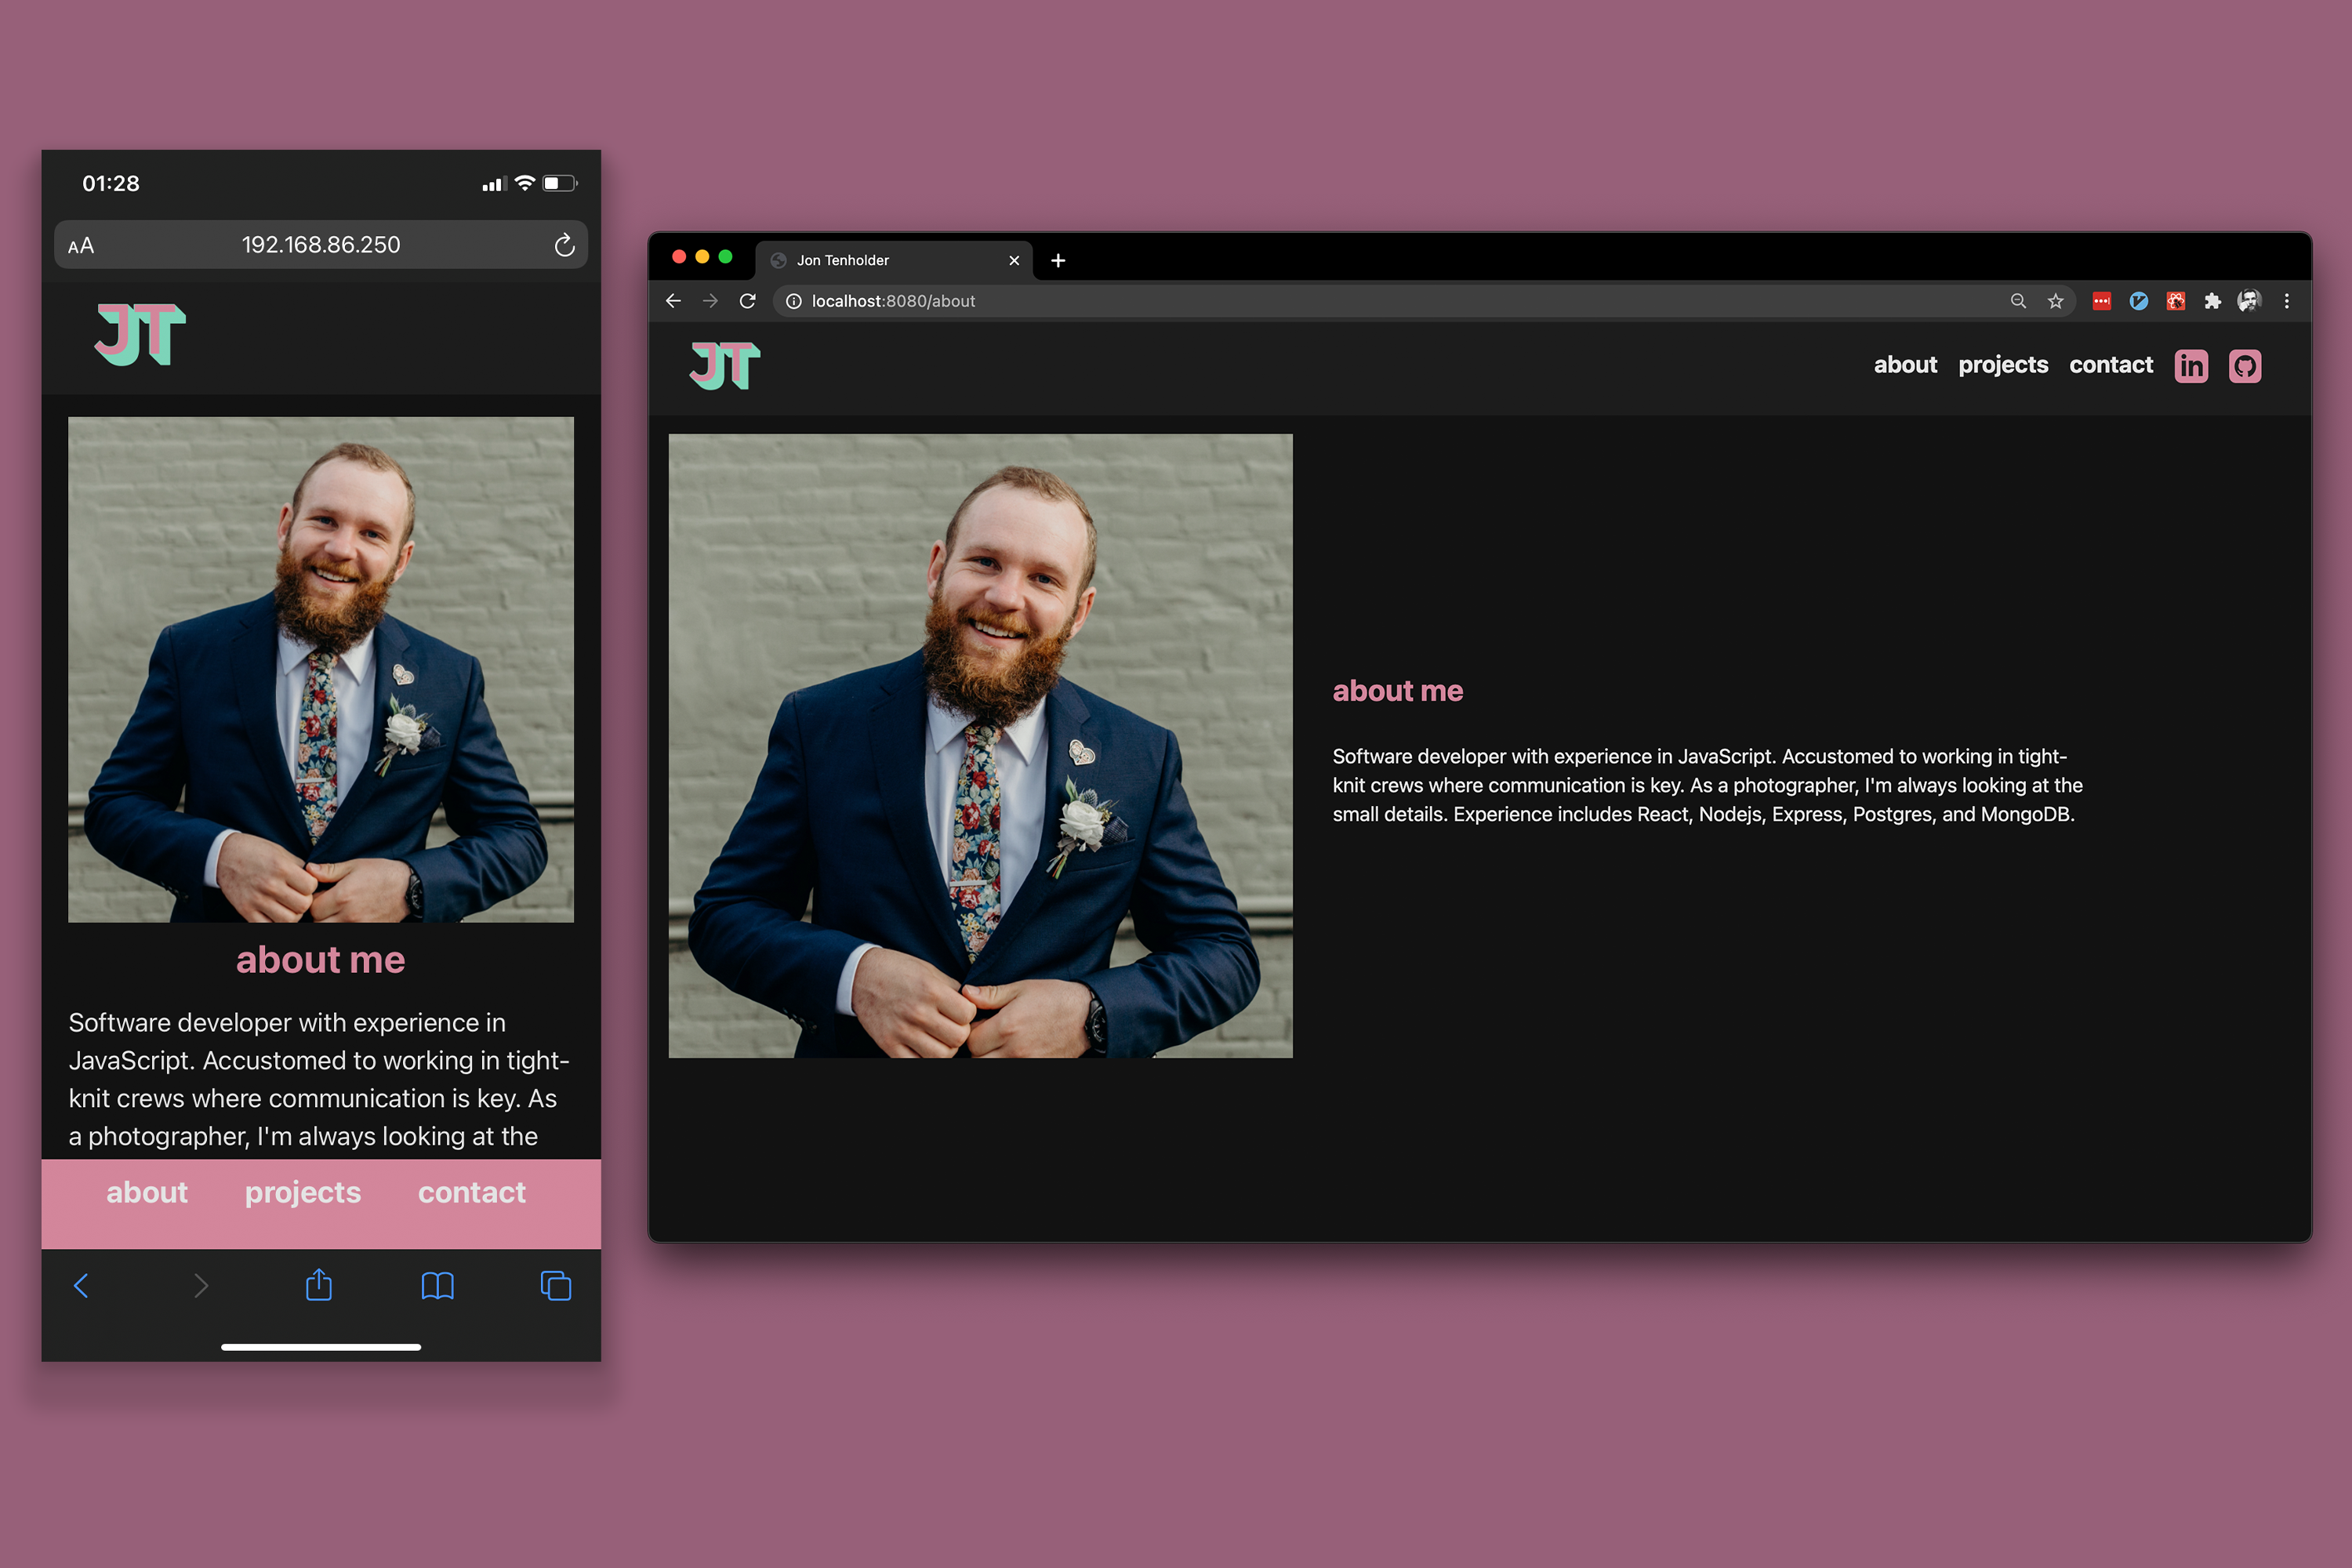 01:28
AA
192.168.86.250
JT
about me
Software developer with experience in
JavaScript. Accustomed to working in tight-
knit crews where communication is key. As
a photographer, I'm always looking at the
about projects contact
Jon Tenholder
localhost:8080/about
JT
about projects contact in
about me
Software developer with experience in JavaScript. Accustomed to working in tight-
knit crews where communication is key. As a photographer, I'm always looking at the
small details. Experience includes React, Nodejs, Express, Postgres, and MongoDB.